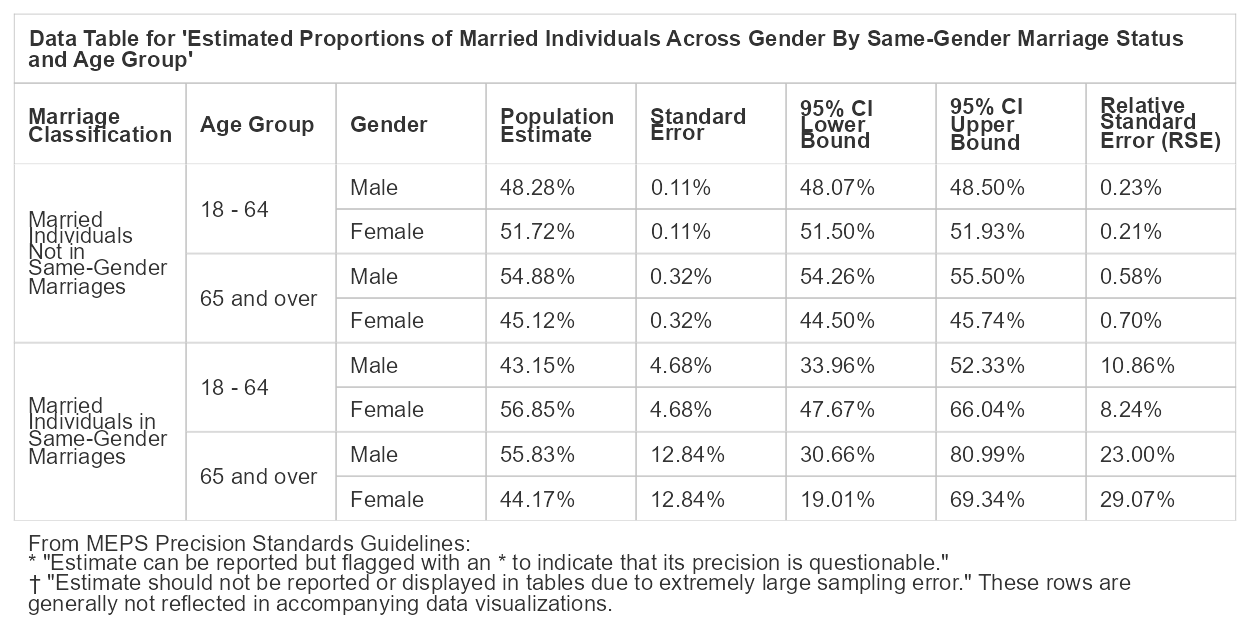 Data Table for 'Estimated Proportions of Married Individuals Across Gender By Same-Gender Marriage Status
and Age Group'
Marriage Classification Age Group Gender Population Estimate Standard Error 95% CI Lower Bound 95% CI Upper Bound Relative Standard Error (RSE)
Married Individuals Not in Same-Gender Marriages 18 - 64 Male 48.28% 0.11% 48.07% 48.50% 0.23%
Female 51.72% 0.11% 51.50% 51.93% 0.21%
65 and over Male 54.88% 0.32% 54.26% 55.50% 0.58%
Female 45.12% 0.32% 44.50% 45.74% 0.70%
Married Individuals in Same-Gender Marriages 18 - 64 Male 43.15% 4.68% 33.96% 52.33% 10.86%
Female 56.85% 4.68% 47.67% 66.04% 8.24%
65 and over Male 55.83% 12.84% 30.66% 80.99% 23.00%
Female 44.17% 12.84% 19.01% 69.34% 29.07%
From MEPS Precision Standards Guidelines:
* "Estimate can be reported but flagged with an * to indicate that its precision is questionable."
† "Estimate should not be reported or displayed in tables due to extremely large sampling error." These rows are
generally not reflected in accompanying data visualizations.